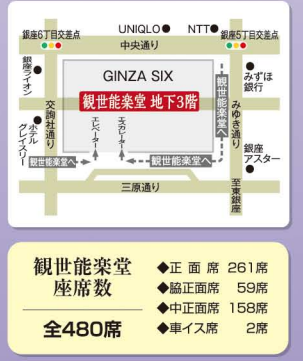 UNIQLO● NTT●
銀座6丁目交差点
銀座5丁目交差点
中央通り
銀座ライオン
GINZA SIX
みずほ
銀行
観世能楽堂 地下3階
観世能楽堂へ
交詢社通り
みゆき通り
ホテル
グレイスリー
エレベーター
エスカレーター
銀座
アスター
観世能楽堂へ
観世能楽堂へ
三原通り
至東銀座
観世能楽堂
座席数
全480席
◆正面席 261席
◆脇正面席 59席
◆中正面席 158席
◆車イス席 2席